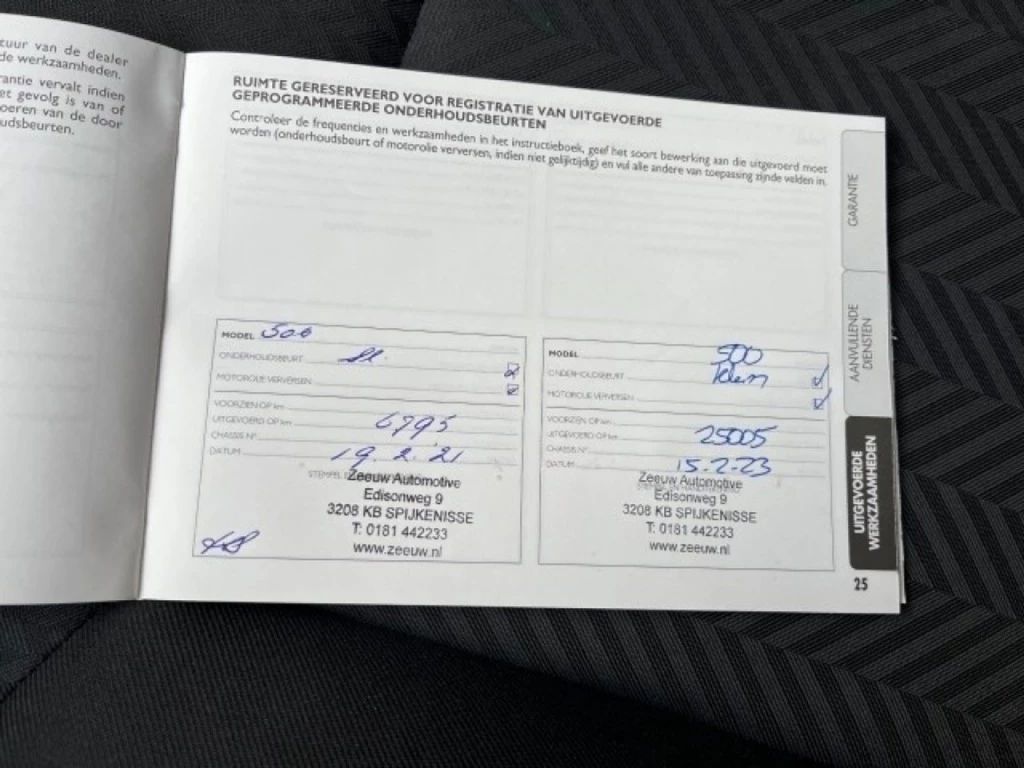 tuur van de dealer
de werkzaamheden.
rantie vervalt indien
et gevolg is van of
oeren van de door
udsbeurten.
RUIMTE GERESERVEERD VOOR REGISTRATIE VAN UITGEVOERDE
GEPROGRAMMEERDE ONDERHOUDSBEURTEN
Controleer de frequenties en werkzaamheden in het instructieboek, geef het soort bewerking aan die uitgevoerd moet
worden (onderhoudsbeurt of motorolie verversen, indien niet gelijktijdig) en vul alle andere van toepassing zijnde velden in.
MODEL 500
ONDERHOUDSBEURT
MOTOROLIE VERVERSEN
VOORZIEN OP km
UITGEVOERD OP km 6795
CHASSIS N°
DATUM 19.2.21
Zeeuw Automotive
Edisonweg 9
3208 KB SPIJKENISSE
T: 0181 442233
www.zeeuw.nl
MODEL 500
ONDERHOUDSBEURT klein
MOTOROLIE VERVERSEN
VOORZIEN OP km
UITGEVOERD OP km 25005
CHASSIS N°
DATUM 15-2-23
Zeeuw Automotive
Edisonweg 9
3208 KB SPIJKENISSE
T: 0181 442233
www.zeeuw.nl
GARANTIE
AANVULLENDE
DIENSTEN
UITGEVOERDE
WERKZAAMHEDEN
25